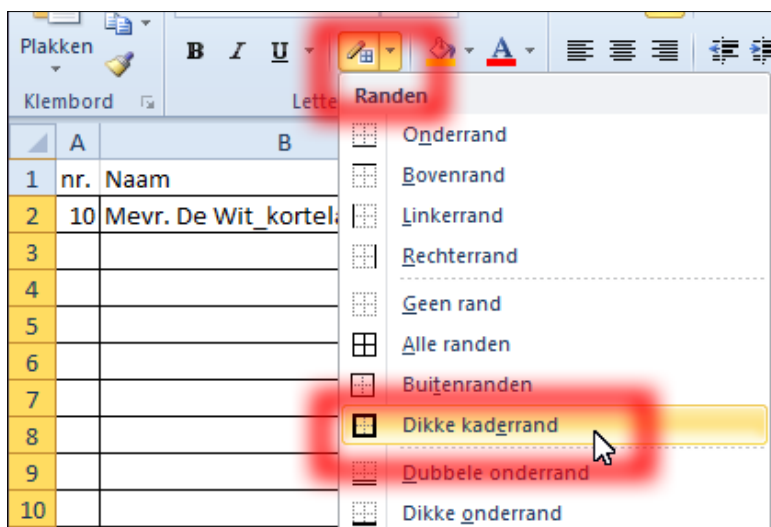 Plakken
B I U A
Klembord
Lette
Randen
A B
Onderrand
1 nr. Naam
Bovenrand
2 10 Mevr. De Wit_kortel
Linkerrand
3
Rechterrand
4
Geen rand
5
Alle randen
6
Buitenranden
7
Dikke kaderrand
8
9
Dubbele onderrand
10
Dikke onderrand